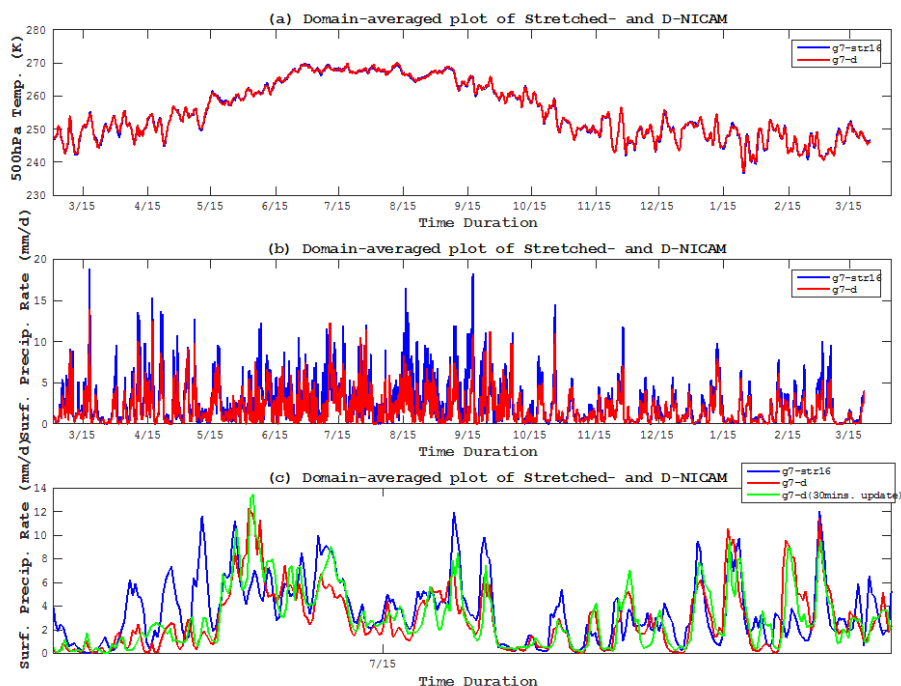 (a) Domain-averaged plot of Stretched- and D-NICAM
280
270
260
250
240
230
500hPa Temp. (K)
g7-str16
g7-d
3/15 4/15 5/15 6/15 7/15 8/15 9/15 10/15 11/15 12/15 1/15 2/15 3/15
Time Duration
(b) Domain-averaged plot of Stretched- and D-NICAM
20
15
10
5
0
Surf. Precip. Rate (mm/d)
g7-str16
g7-d
3/15 4/15 5/15 6/15 7/15 8/15 9/15 10/15 11/15 12/15 1/15 2/15 3/15
Time Duration
(c) Domain-averaged plot of Stretched- and D-NICAM
14
12
10
8
6
4
2
0
Surf. Precip. Rate (mm/d)
g7-str16
g7-d
g7-d(30mins. update)
7/15
Time Duration